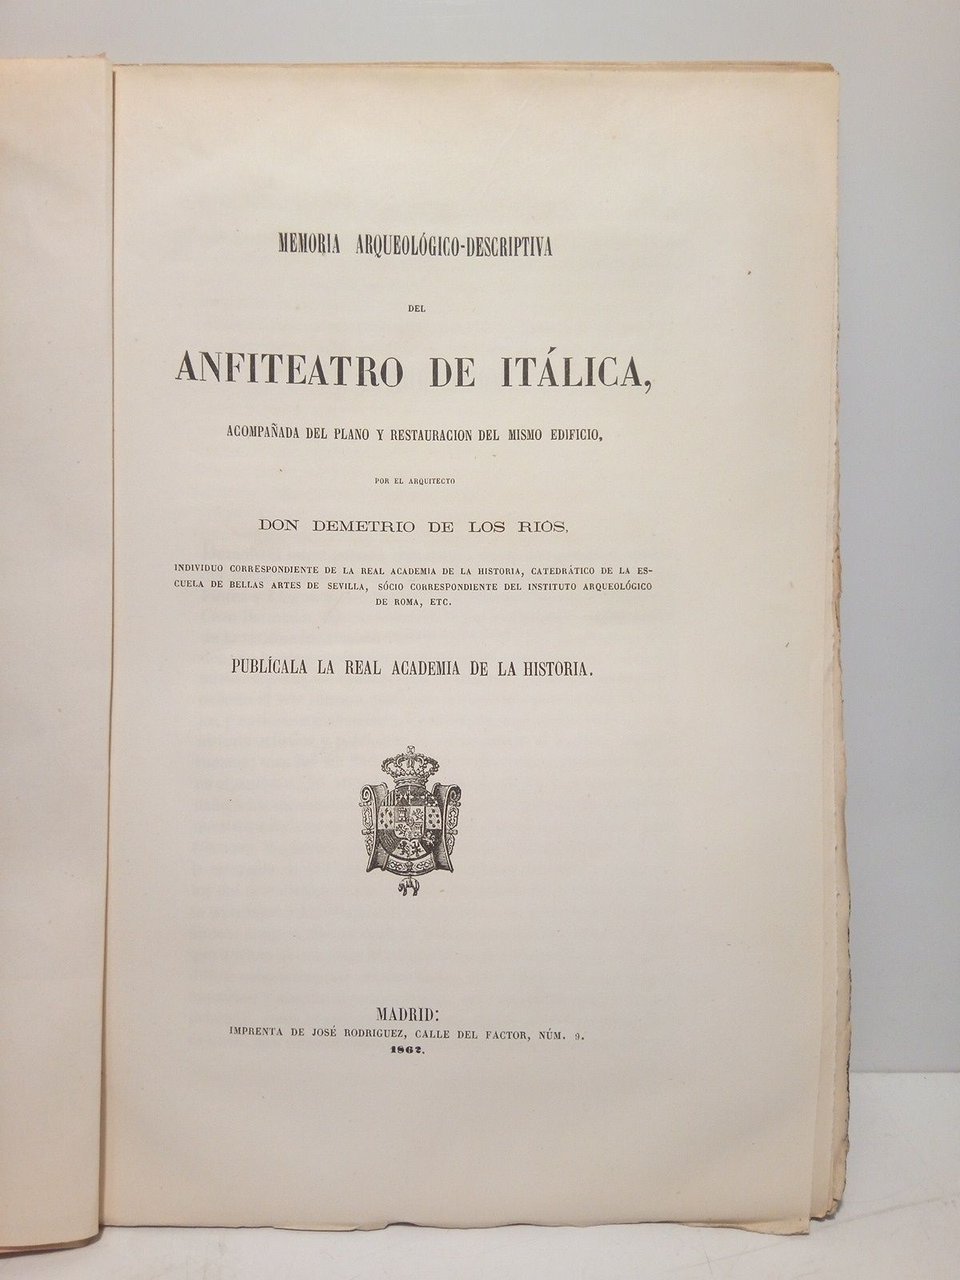 MEMORIA ARQUEOLÓGICO-DESCRIPTIVA
DEL
ANFITEATRO DE ITÁLICA,
ACOMPAÑADA DEL PLANO Y RESTAURACION DEL MISMO EDIFICIO,
POR EL ARQUITECTO
DON DEMETRIO DE LOS RIOS,
INDIVIDUO CORRESPONDIENTE DE LA REAL ACADEMIA DE LA HISTORIA, CATEDRÁTICO DE LA ES-
CUELA DE BELLAS ARTES DE SEVILLA, SÓCIO CORRESPONDIENTE DEL INSTITUTO ARQUEOLÓGICO
DE ROMA, ETC.
PUBLÍCALA LA REAL ACADEMIA DE LA HISTORIA.
MADRID:
IMPRENTA DE JOSÉ RODRIGUEZ, CALLE DEL FACTOR, NÚM. 9.
1862.